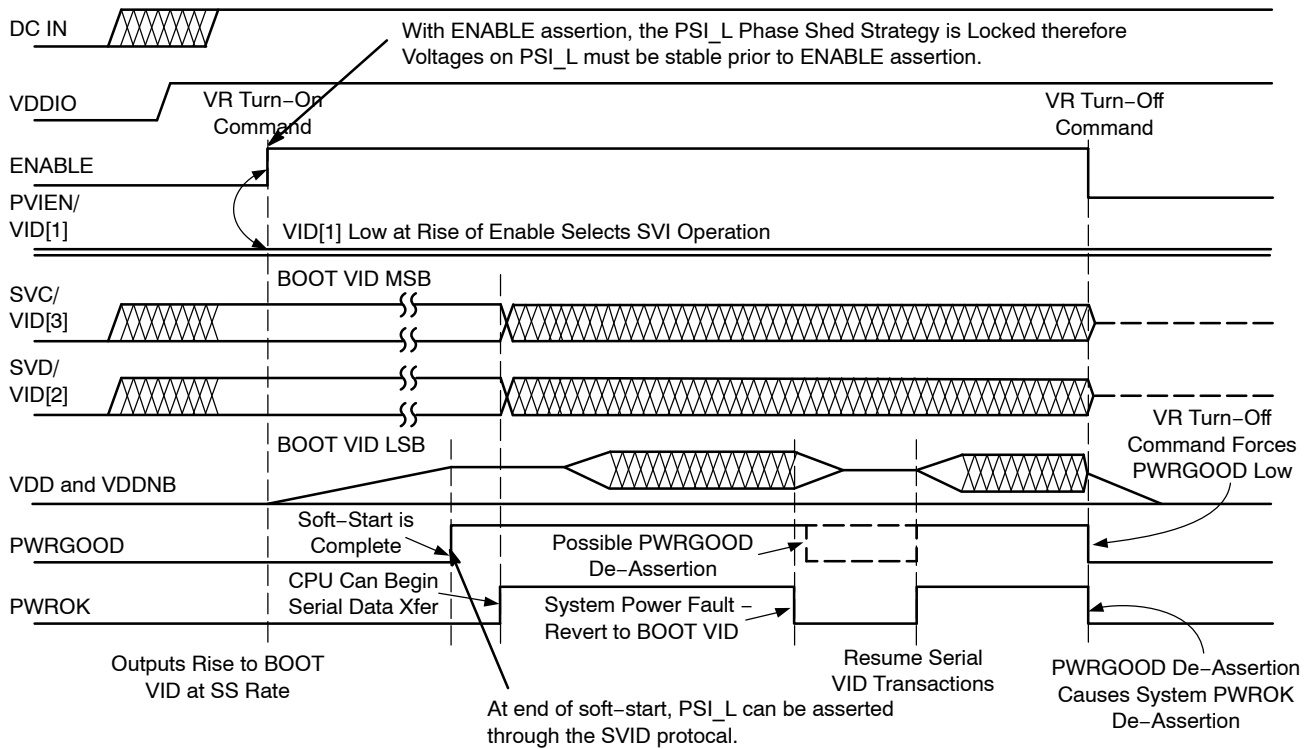 DC IN
With ENABLE assertion, the PSI_L Phase Shed Strategy is Locked therefore
Voltages on PSI_L must be stable prior to ENABLE assertion.
VDDIO
VR Turn−On
Command
VR Turn−Off
Command
ENABLE
PVIEN/
VID[1]
VID[1] Low at Rise of Enable Selects SVI Operation
BOOT VID MSB
SVC/
VID[3]
SVD/
VID[2]
BOOT VID LSB
VR Turn−Off
Command Forces
PWRGOOD Low
VDD and VDDNB
Soft−Start is
Complete
PWRGOOD
Possible PWRGOOD
De−Assertion
CPU Can Begin
Serial Data Xfer
PWROK
System Power Fault −
Revert to BOOT VID
Outputs Rise to BOOT
VID at SS Rate
Resume Serial
VID Transactions
PWRGOOD De−Assertion
Causes System PWROK
De−Assertion
At end of soft−start, PSI_L can be asserted
through the SVID protocal.